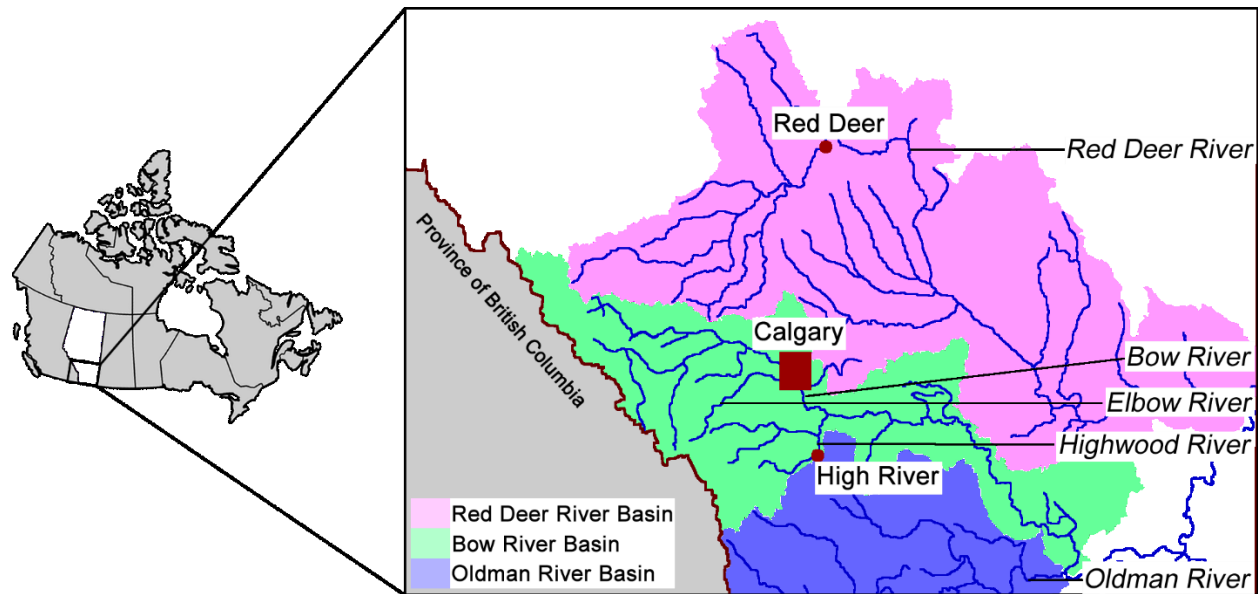 Red Deer
Red Deer River
Province of British Columbia
Calgary
Bow River
Elbow River
Highwood River
High River
Red Deer River Basin
Bow River Basin
Oldman River Basin
Oldman River